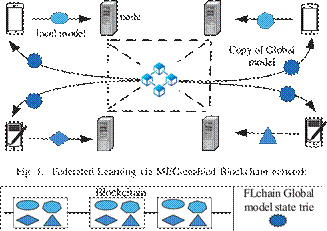 node
local model
Copy of Global
model
Fig. 1. Federated Learning via MEC-enabled Blockchain network
Blockchain
FLchain Global
model state trie